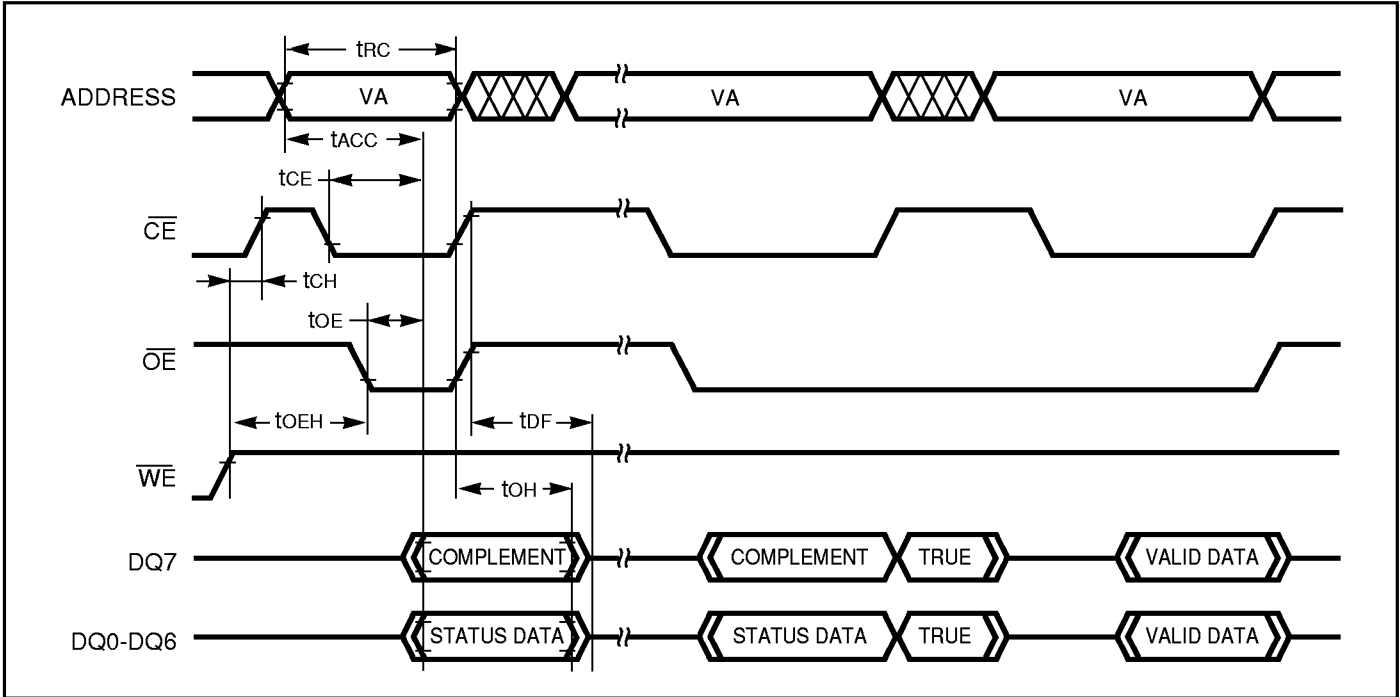 tRC
ADDRESS VA VA VA
tACC
tCE
CE
tCH
tOE
OE
tOEH tDF
WE
tOH
DQ7 COMPLEMENT COMPLEMENT TRUE VALID DATA
DQ0-DQ6 STATUS DATA STATUS DATA TRUE VALID DATA